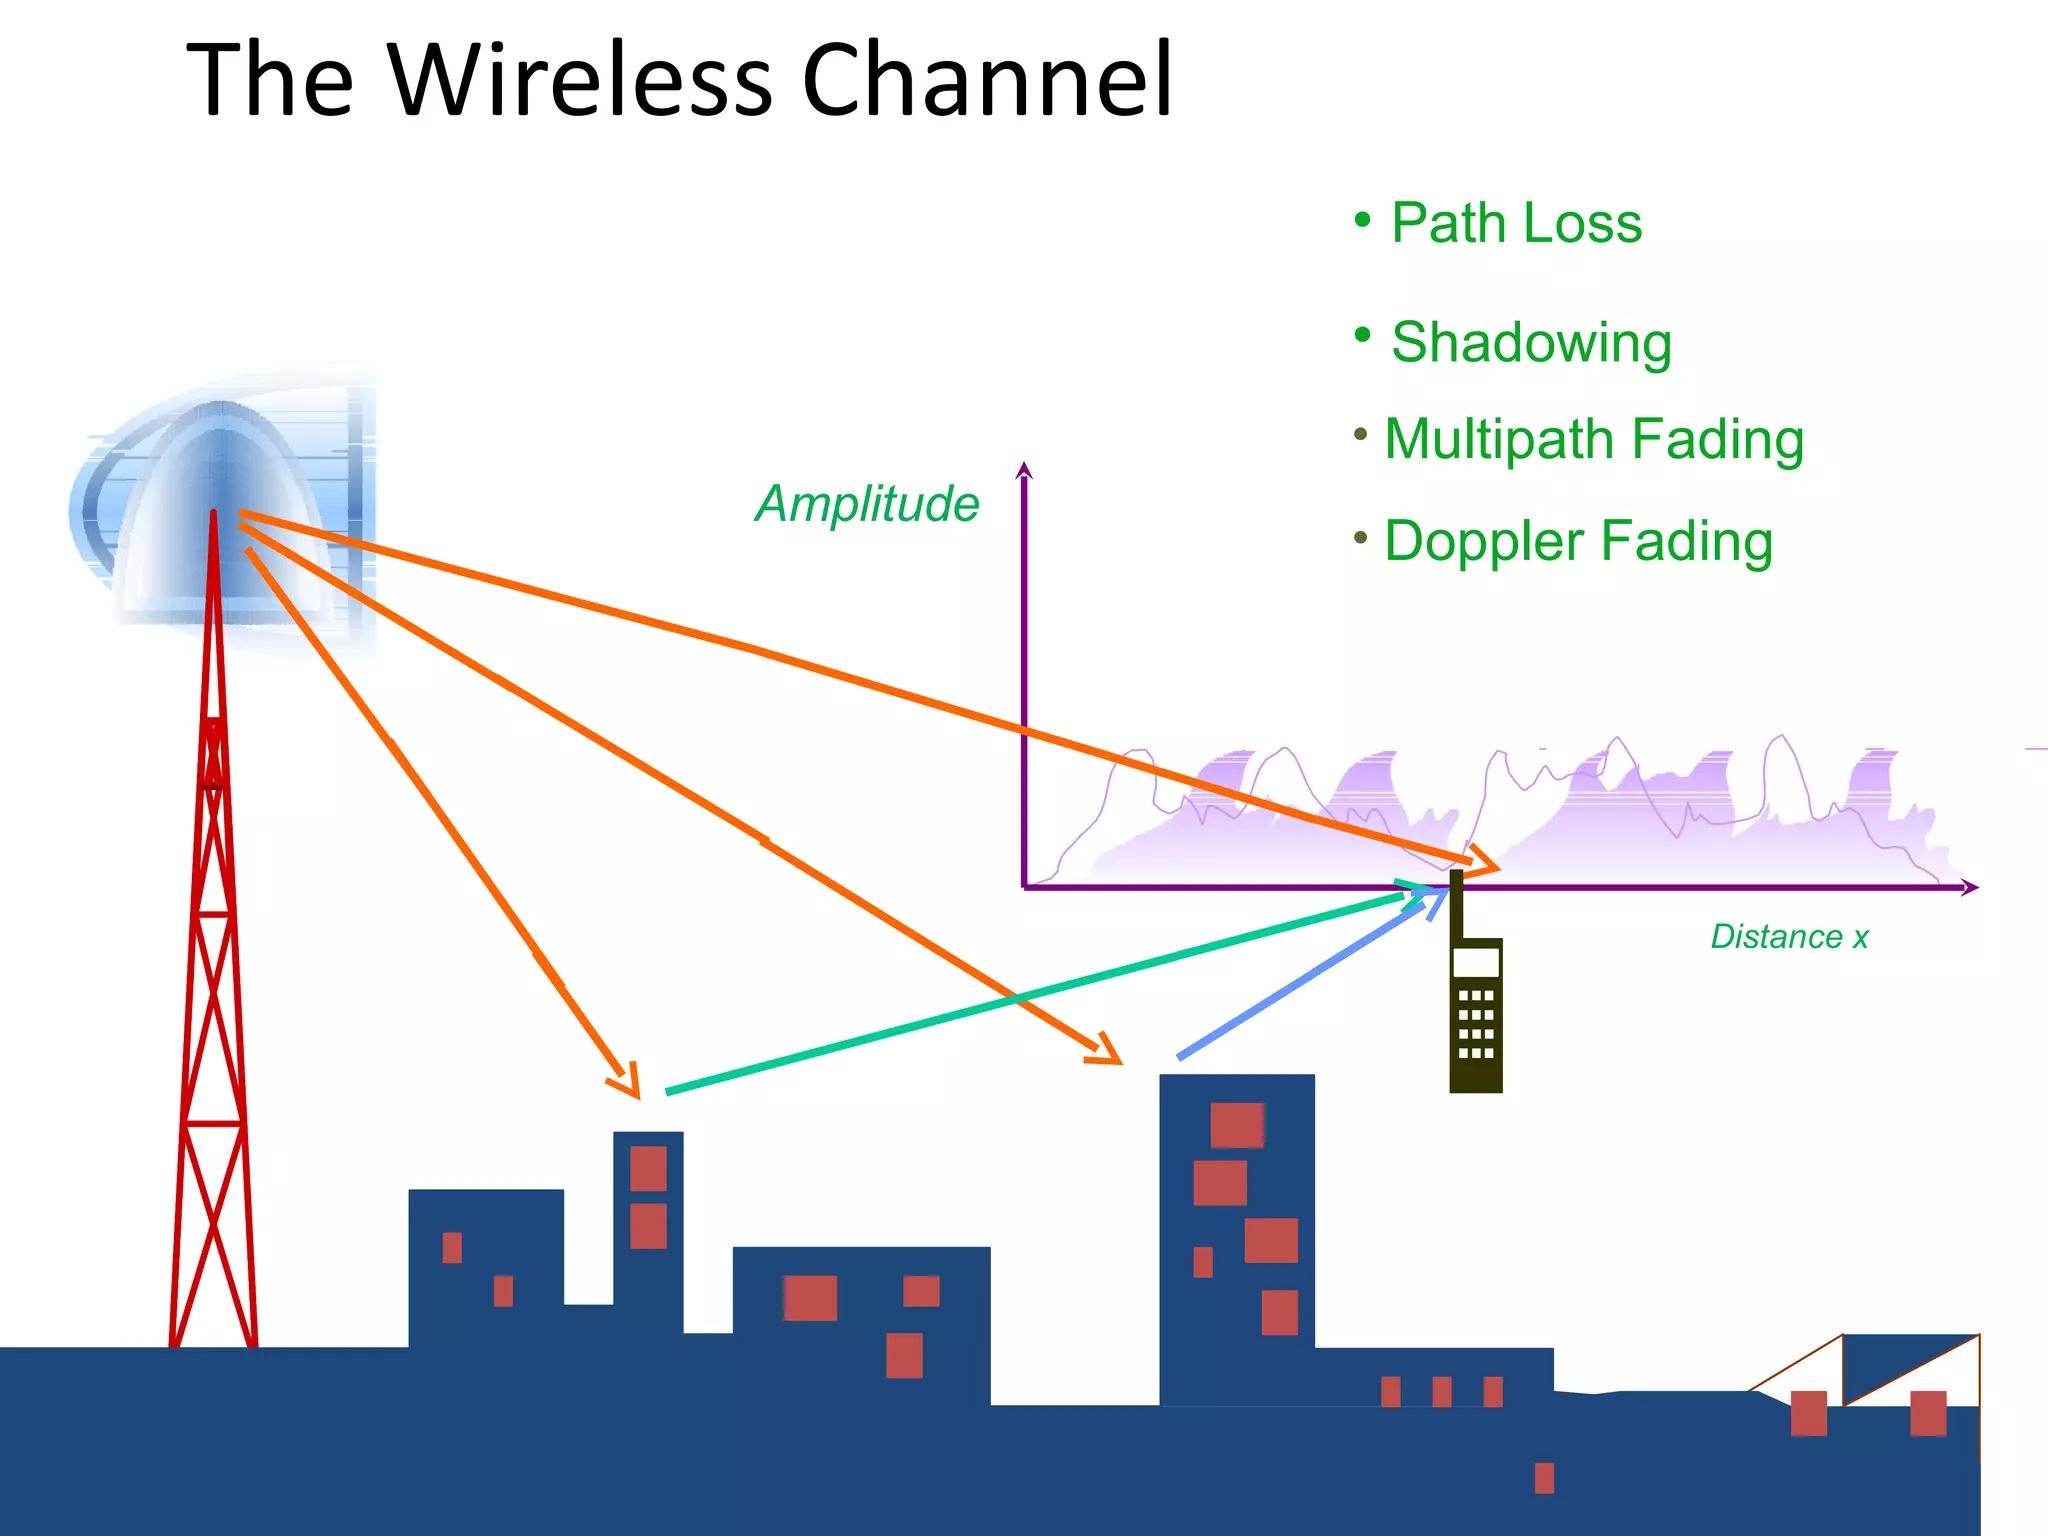 The Wireless Channel
• Path Loss
• Shadowing
• Multipath Fading
Amplitude
• Doppler Fading
Distance x